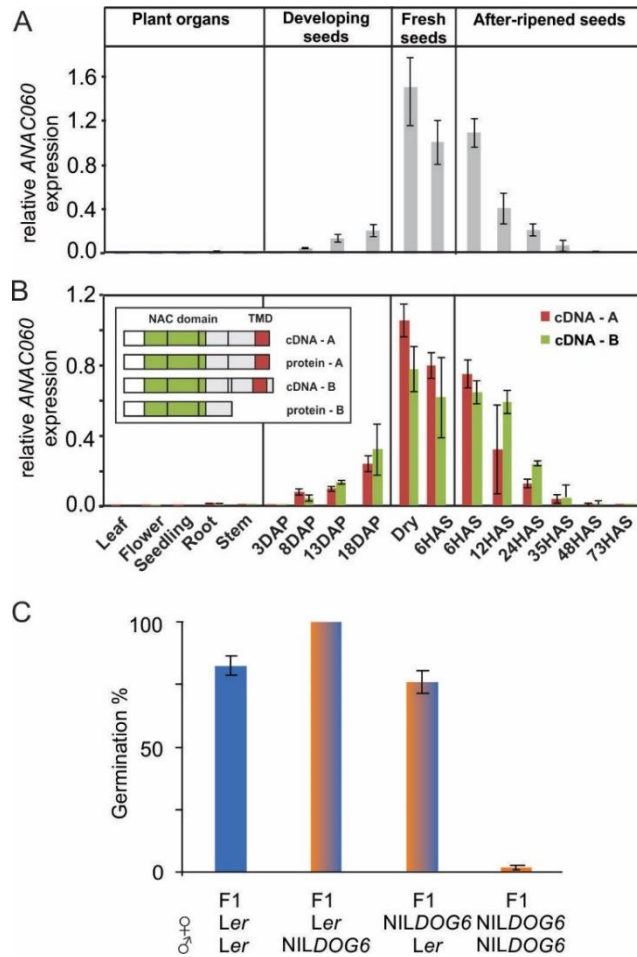 A
Plant organs
Developing seeds
Fresh seeds
After-ripened seeds
relative ANAC060 expression
1.6
1.2
0.8
0.4
0.0
B
NAC domain
TMD
cDNA - A
protein - A
cDNA - B
protein - B
cDNA - A
cDNA - B
relative ANAC060 expression
1.2
0.8
0.4
0.0
Leaf
Flower
Seedling
Root
Stem
3DAP
8DAP
13DAP
18DAP
Dry
6HAS
6HAS
12HAS
24HAS
35HAS
48HAS
73HAS
C
Germination %
100
50
0
F1 F1 F1 F1
♀ Ler Ler NILDOG6 NILDOG6
♂ Ler NILDOG6 Ler NILDOG6